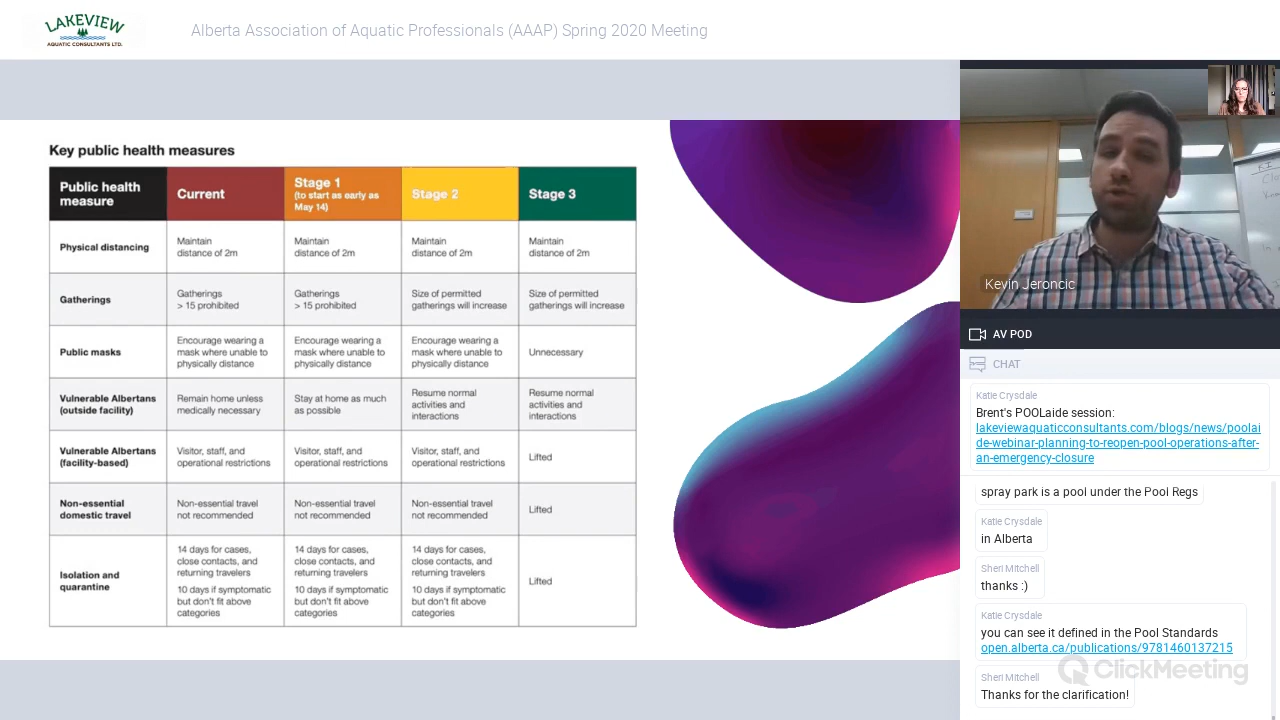 LAKEVIEW
AQUATIC CONSULTANTS LTD.
Alberta Association of Aquatic Professionals (AAAP) Spring 2020 Meeting
Key public health measures
Public health
measure
Current
Stage 1
(to start as early as
May 14)
Stage 2
Stage 3
Physical distancing
Maintain
distance of 2m
Maintain
distance of 2m
Maintain
distance of 2m
Maintain
distance of 2m
Gatherings
Gatherings
> 15 prohibited
Gatherings
> 15 prohibited
Size of permitted
gatherings will increase
Size of permitted
gatherings will increase
Public masks
Encourage wearing a
mask where unable to
physically distance
Encourage wearing a
mask where unable to
physically distance
Encourage wearing a
mask where unable to
physically distance
Unnecessary
Vulnerable Albertans
(outside facility)
Remain home unless
medically necessary
Stay at home as much
as possible
Resume normal
activities and
interactions
Resume normal
activities and
interactions
Vulnerable Albertans
(facility-based)
Visitor, staff, and
operational restrictions
Visitor, staff, and
operational restrictions
Visitor, staff, and
operational restrictions
Lifted
Non-essential
domestic travel
Non-essential travel
not recommended
Non-essential travel
not recommended
Non-essential travel
not recommended
Lifted
Isolation and
quarantine
14 days for cases,
close contacts, and
returning travelers
10 days if symptomatic
but don't fit above
categories
14 days for cases,
close contacts, and
returning travelers
10 days if symptomatic
but don't fit above
categories
14 days for cases,
close contacts, and
returning travelers
10 days if symptomatic
but don't fit above
categories
Lifted
Kevin Jeroncic
AV POD
CHAT
Katie Crysdale
Brent's POOLaide session:
lakeviewaquaticconsultants.com/blogs/news/poolai
de-webinar-planning-to-reopen-pool-operations-after-
an-emergency-closure
spray park is a pool under the Pool Regs
Katie Crysdale
in Alberta
Sheri Mitchell
thanks :)
Katie Crysdale
you can see it defined in the Pool Standards
open.alberta.ca/publications/9781460137215
ClickMeeting
Sheri Mitchell
Thanks for the clarification!